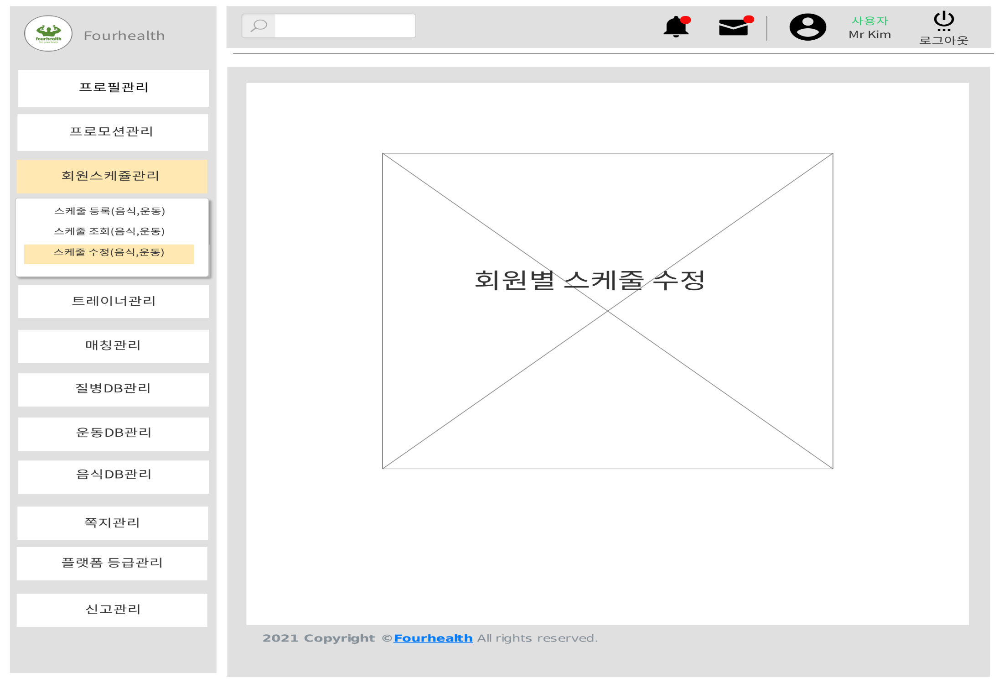 fourhealth
for your body
Fourhealth
사용자
Mr Kim
로그아웃
프로필관리
프로모션관리
회원스케쥴관리
스케줄 등록(음식,운동)
스케줄 조회(음식,운동)
스케줄 수정(음식,운동)
트레이너관리
매칭관리
질병DB관리
운동DB관리
음식DB관리
쪽지관리
플랫폼 등급관리
신고관리
회원별 스케줄 수정
2021 Copyright ©Fourhealth All rights reserved.